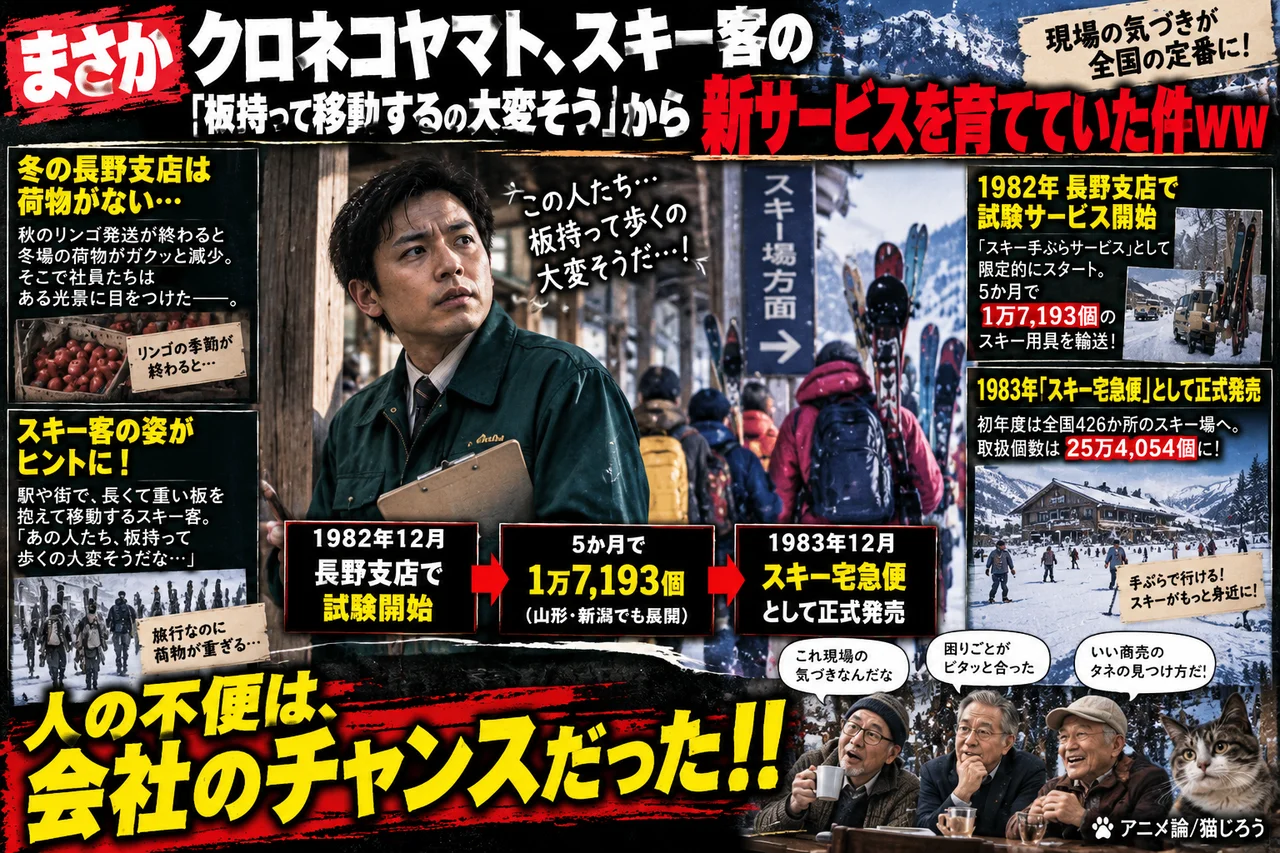 まさか
クロネコヤマト、スキー客の
「板持って移動するの大変そう」から
新サービスを育てていた件ww
現場の気づきが
全国の定番に!
冬の長野支店は
荷物がない…
秋のリンゴ発送が終わると
冬場の荷物がガクッと減少。
そこで社員たちは
ある光景に目をつけた――。
リンゴの季節が
終わると…
スキー客の姿が
ヒントに!
駅や街で、長くて重い板を
抱えて移動するスキー客。
「あの人たち、板持って
歩くの大変そうだな…」
旅行なのに
荷物が重すぎる…
この人たち…
板持って歩くの
大変そうだ…!
スキー場方面
→
1982年 長野支店で
試験サービス開始
「スキー手ぶらサービス」として
限定的にスタート。
5か月で
1万7,193個の
スキー用具を輸送!
1983年「スキー宅急便」として正式発売
初年度は全国426か所のスキー場へ。
取扱個数は 25万4,054個に!
手ぶらで行ける!
スキーがもっと身近に!
1982年12月
長野支店で
試験開始
5か月で
1万7,193個
(山形・新潟でも展開)
1983年12月
スキー宅急便
として正式発売
人の不便は、
会社のチャンスだった!!
これ現場の
気づきなんだな
困りごとが
ピタッと合った
いい商売の
タネの見つけ方だ!
アニメ論/猫じろう